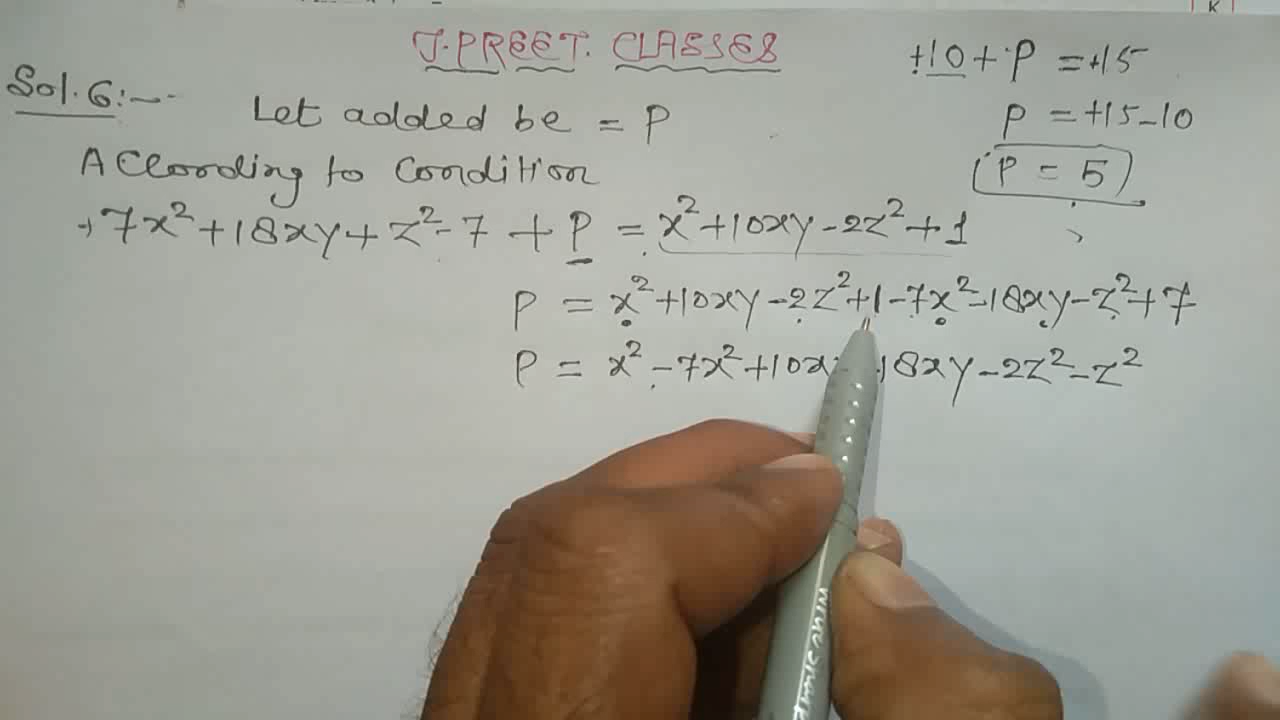 J.PREET. CLASSES
Sol.6:-
Let added be = P
According to condition
7x²+18xy+z²-7 + P = x²+10xy-2z²+1
P = x²+10xy-2z²+1-7x²-18xy-z²+7
P = x²-7x²+10xy-18xy-2z²-z²
+10+P = +15
P = +15-10
P = 5
K